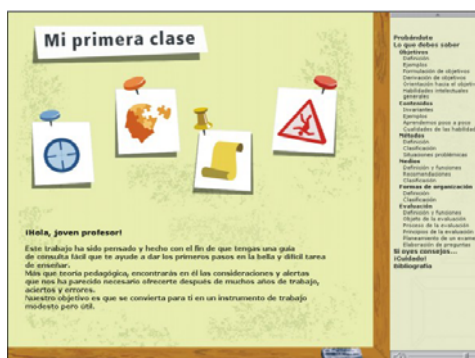 Mi primera clase
¡Hola, joven profesor!
Este trabajo ha sido pensado y hecho con el fin de que tengas una guía
de consulta fácil que te ayude a dar los primeros pasos en la bella y difícil tarea
de enseñar.
Más que teoría pedagógica, encontrarás en él las consideraciones y alertas
que nos ha parecido necesario ofrecerte después de muchos años de trabajo,
aciertos y errores.
Nuestro objetivo es que se convierta para ti en un instrumento de trabajo
modesto pero útil.
Probándote
Lo que debes saber
Objetivos
Definición
Ejemplos
Formulación de objetivos
Derivación de objetivos
Orientación hacia el objetivo
Habilidades intelectuales
generales
Contenidos
Invariantes
Ejemplos
Aprendemos paso a paso
Cualidades de las habilidades
Métodos
Definición
Clasificación
Situaciones problémicas
Medios
Definición y funciones
Recomendaciones
Clasificación
Formas de organización
Definición
Clasificación
Evaluación
Definición y funciones
Objeto de la evaluación
Proceso de la evaluación
Principios de la evaluación
Planeamiento de un examen
Elaboración de preguntas
Si oyes consejos...
¡Cuidado!
Bibliografía